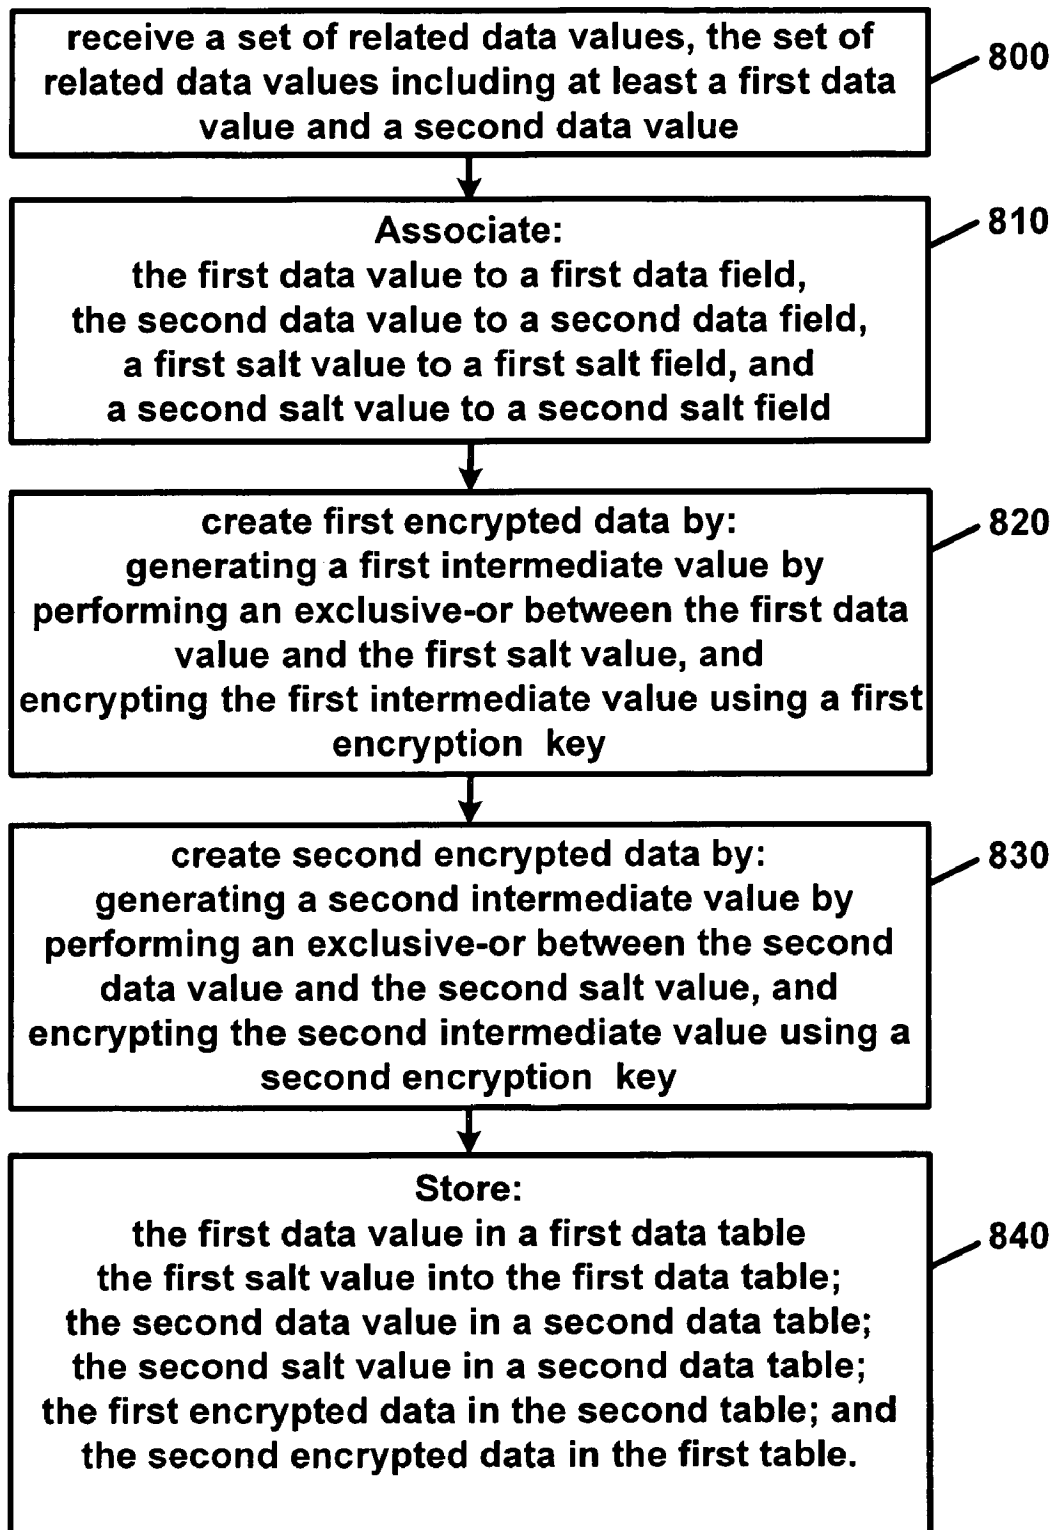 receive a set of related data values, the set of
related data values including at least a first data
value and a second data value
800
Associate:
the first data value to a first data field,
the second data value to a second data field,
a first salt value to a first salt field, and
a second salt value to a second salt field
810
create first encrypted data by:
generating a first intermediate value by
performing an exclusive-or between the first data
value and the first salt value, and
encrypting the first intermediate value using a first
encryption key
820
create second encrypted data by:
generating a second intermediate value by
performing an exclusive-or between the second
data value and the second salt value, and
encrypting the second intermediate value using a
second encryption key
830
Store:
the first data value in a first data table
the first salt value into the first data table;
the second data value in a second data table;
the second salt value in a second data table;
the first encrypted data in the second table; and
the second encrypted data in the first table.
840